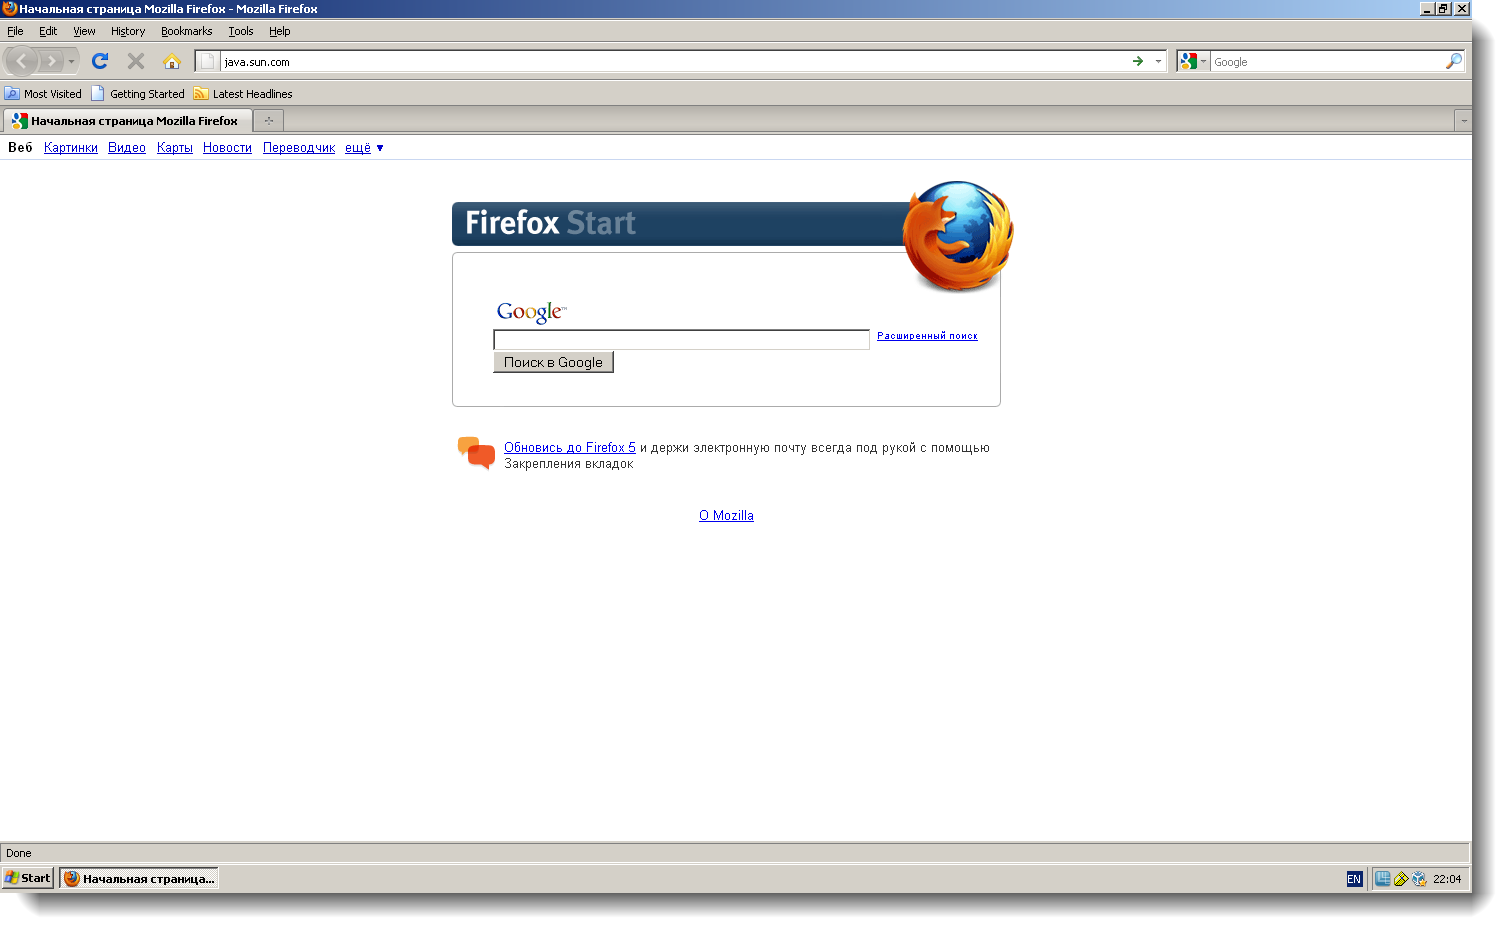 Начальная страница Mozilla Firefox - Mozilla Firefox
File Edit View History Bookmarks Tools Help
java.sun.com Google
Most Visited Getting Started Latest Headlines
Начальная страница Mozilla Firefox
Веб Картинки Видео Карты Новости Переводчик ещё ▼
Firefox Start
Google™
Расширенный поиск
Поиск в Google
Обновись до Firefox 5 и держи электронную почту всегда под рукой с помощью
Закрепления вкладок
О Mozilla
Done
Start Начальная страница... EN 22:04